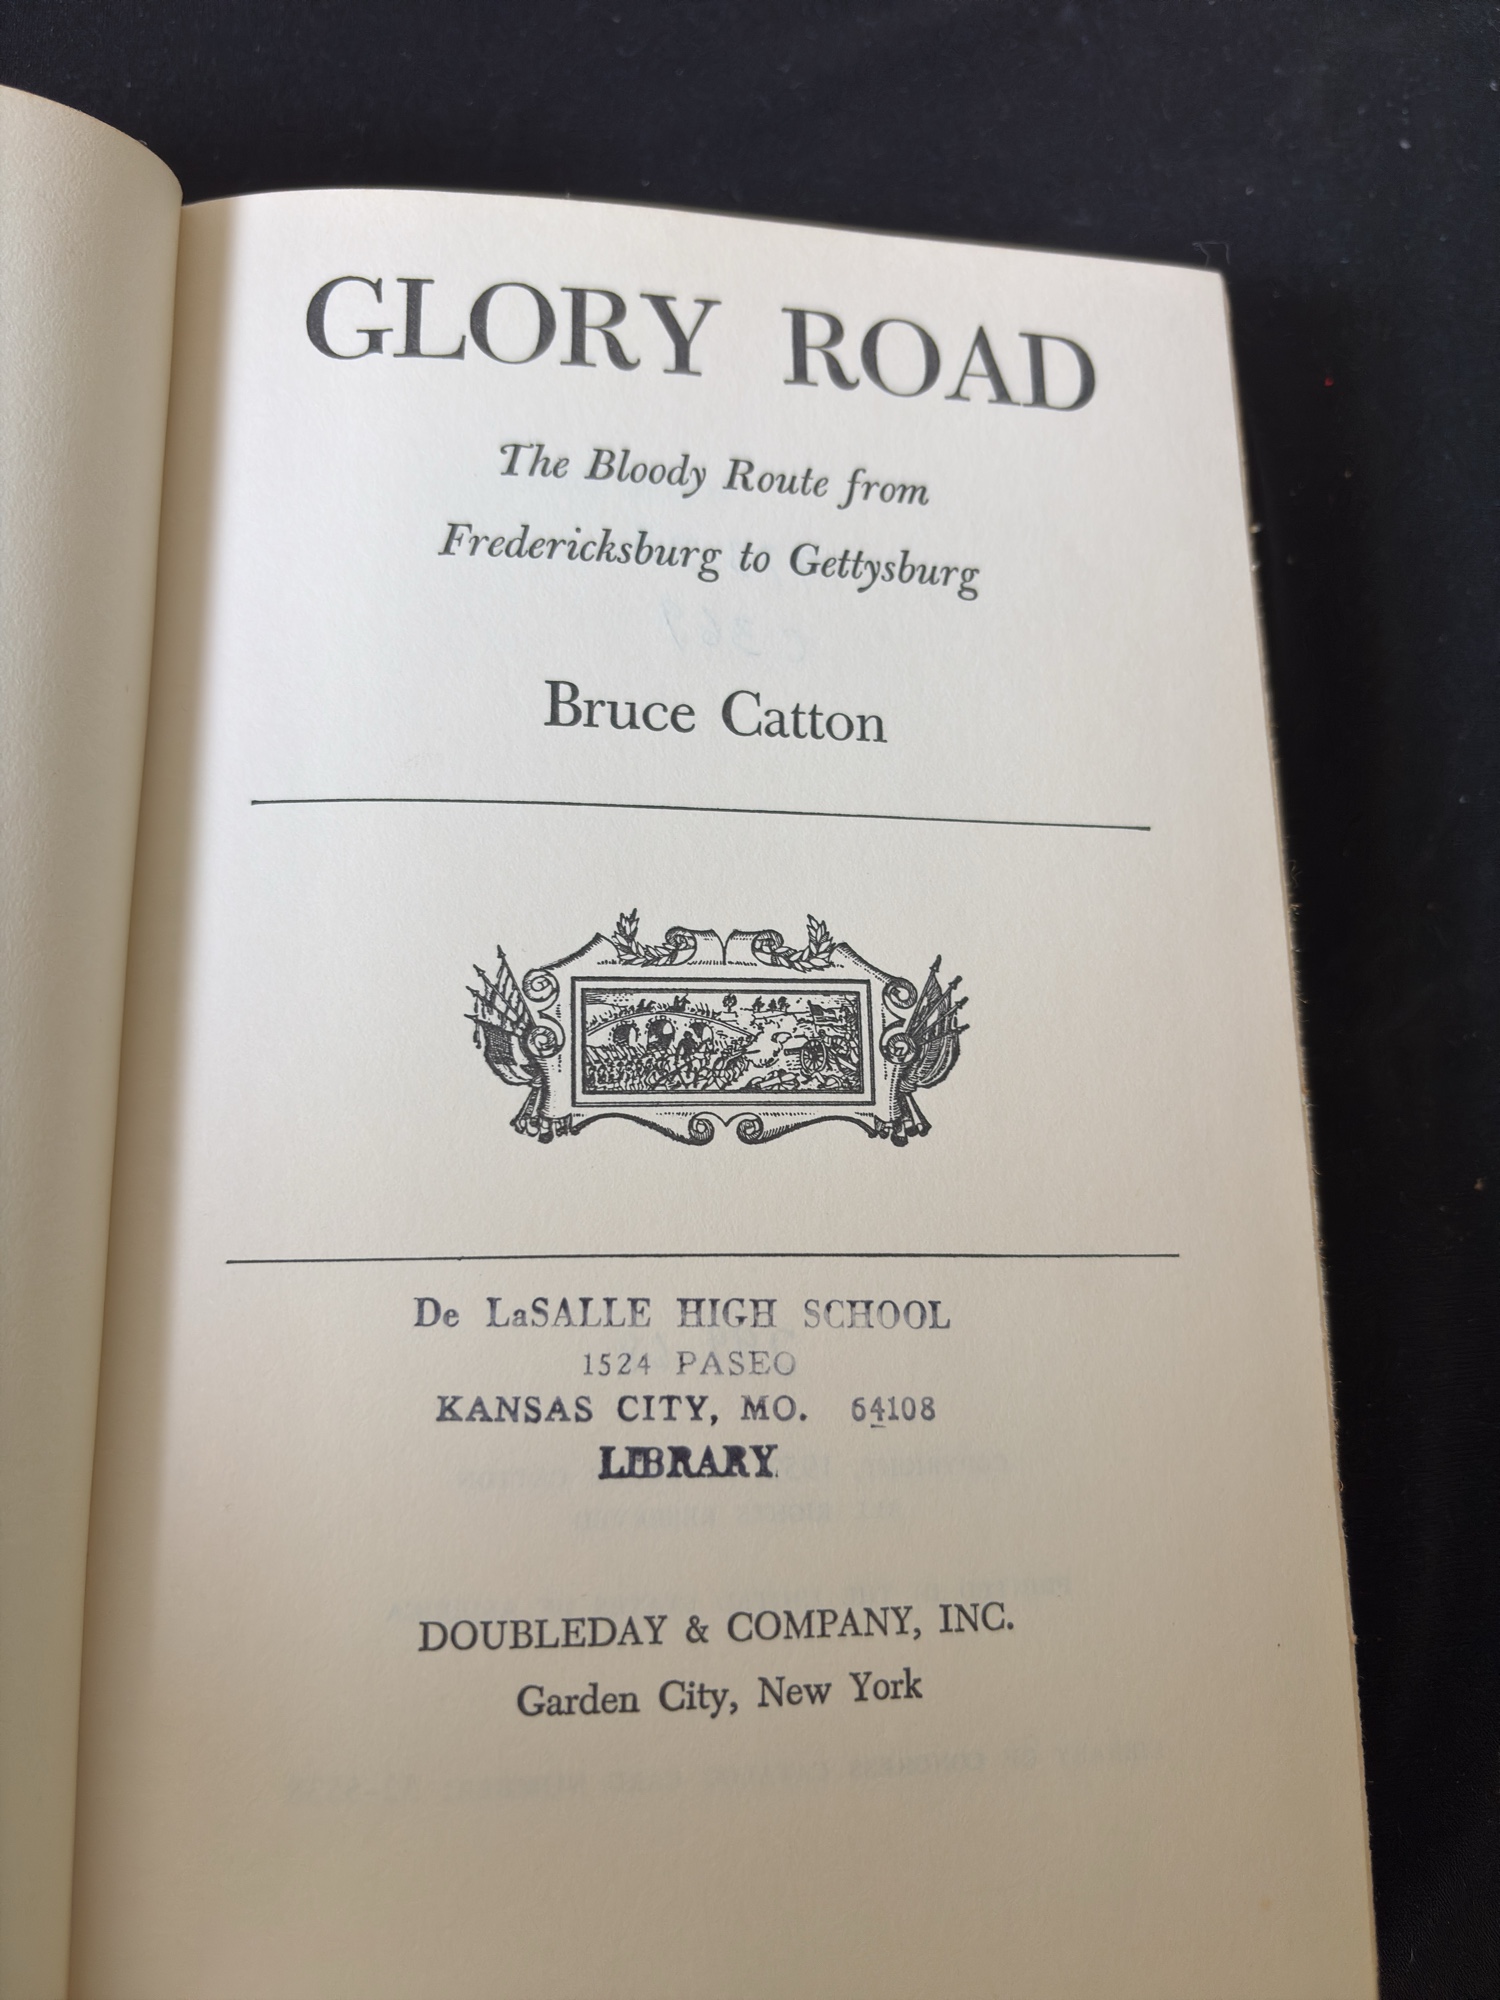 GLORY ROAD
The Bloody Route from
Fredericksburg to Gettysburg
Bruce Catton
De LaSALLE HIGH SCHOOL
1524 PASEO
KANSAS CITY, MO. 64108
LIBRARY
DOUBLEDAY & COMPANY, INC.
Garden City, New York